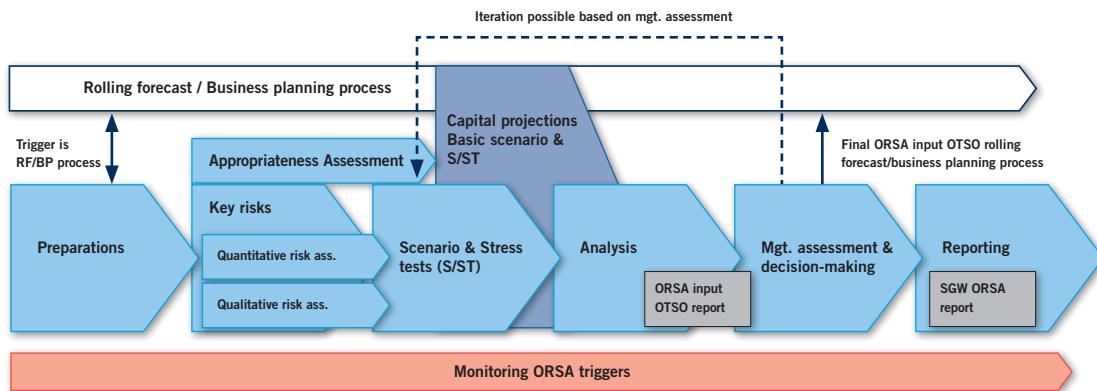 Iteration possible based on mgt. assessment
Rolling forecast / Business planning process
Trigger is
RF/BP process
Appropriateness Assessment
Capital projections
Basic scenario &
S/ST
Final ORSA input OTSO rolling
forecast/business planning process
Preparations
Key risks
Quantitative risk ass.
Qualitative risk ass.
Scenario & Stress
tests (S/ST)
Analysis
ORSA input
OTSO report
Mgt. assessment &
decision-making
Reporting
SGW ORSA
report
Monitoring ORSA triggers